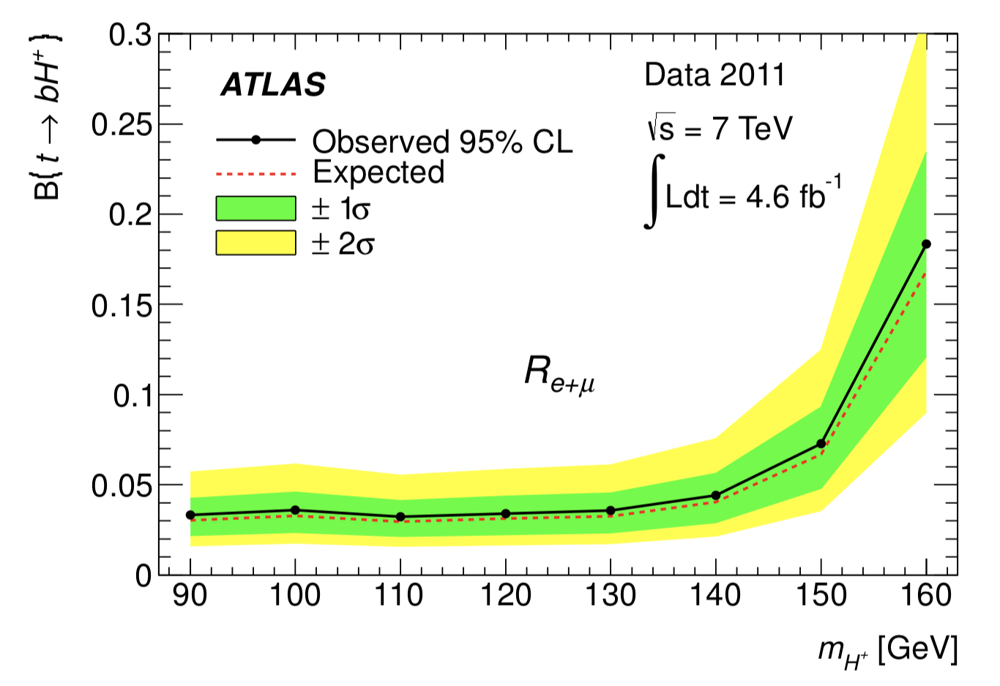 B( t → bH⁺ )
0.3
0.25
0.2
0.15
0.1
0.05
0
ATLAS
Observed 95% CL
Expected
± 1σ
± 2σ
Data 2011
√s = 7 TeV
∫Ldt = 4.6 fb⁻¹
R_{e+μ}
90 100 110 120 130 140 150 160
m_{H⁺} [GeV]